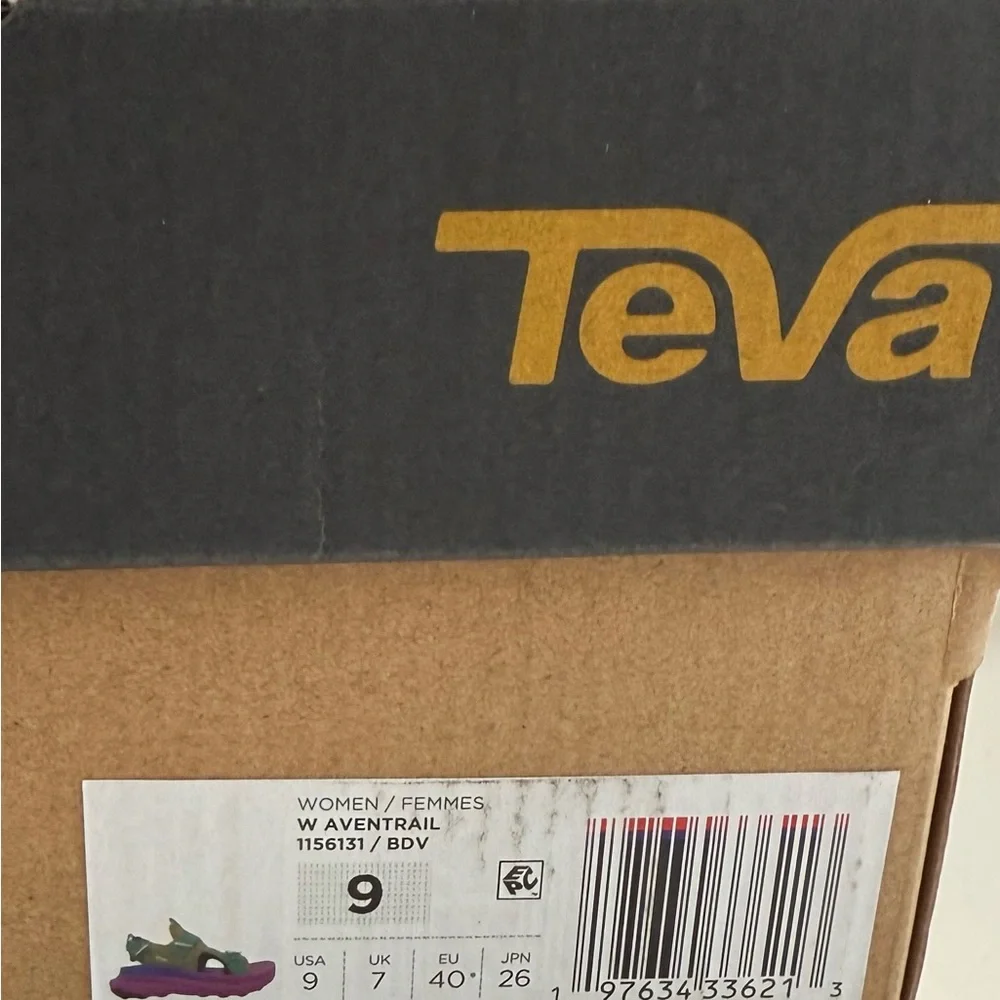 Teva
WOMEN / FEMMES
W AVENTRAIL
1156131 / BDV
9
EPC
USA UK EU JPN
9 7 40 26
1 97634 33621 3